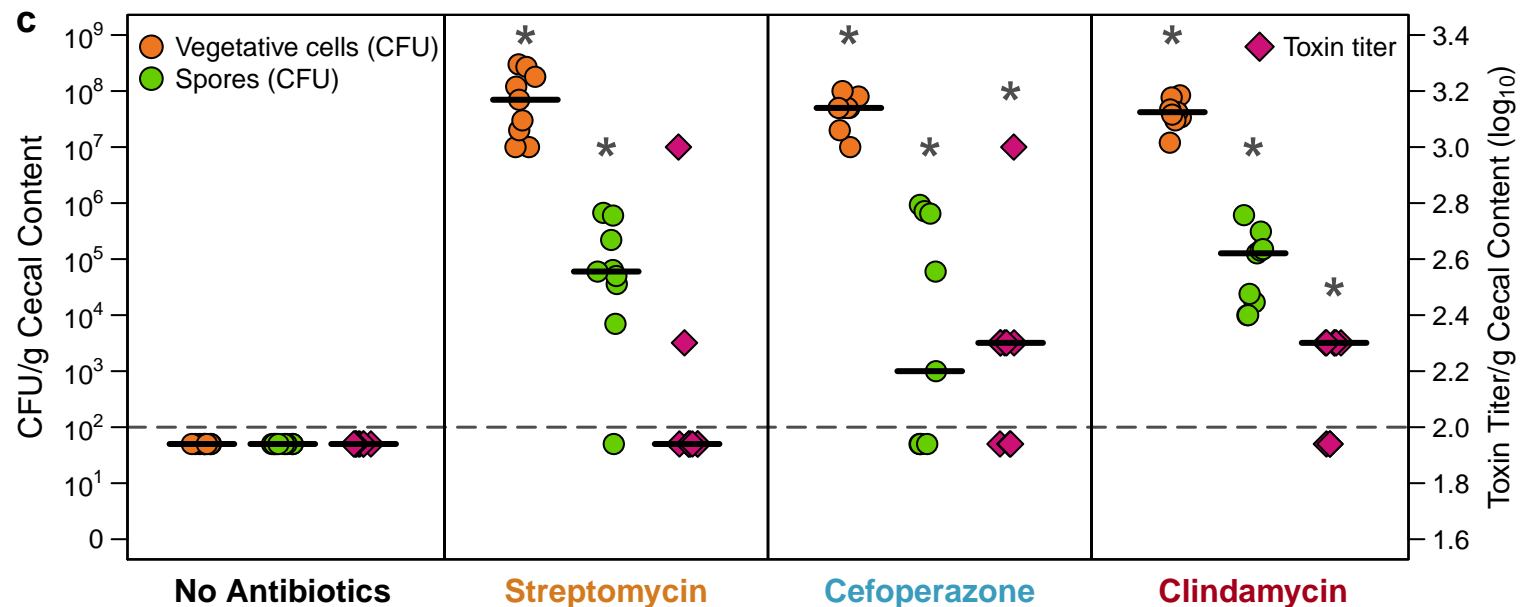 c
CFU/g Cecal Content
10⁹
10⁸
10⁷
10⁶
10⁵
10⁴
10³
10²
10¹
0
Vegetative cells (CFU)
Spores (CFU)
* * * * * * * *
Toxin titer
3.4
3.2
3.0
2.8
2.6
2.4
2.2
2.0
1.8
1.6
Toxin Titer/g Cecal Content (log₁₀)
No Antibiotics
Streptomycin
Cefoperazone
Clindamycin